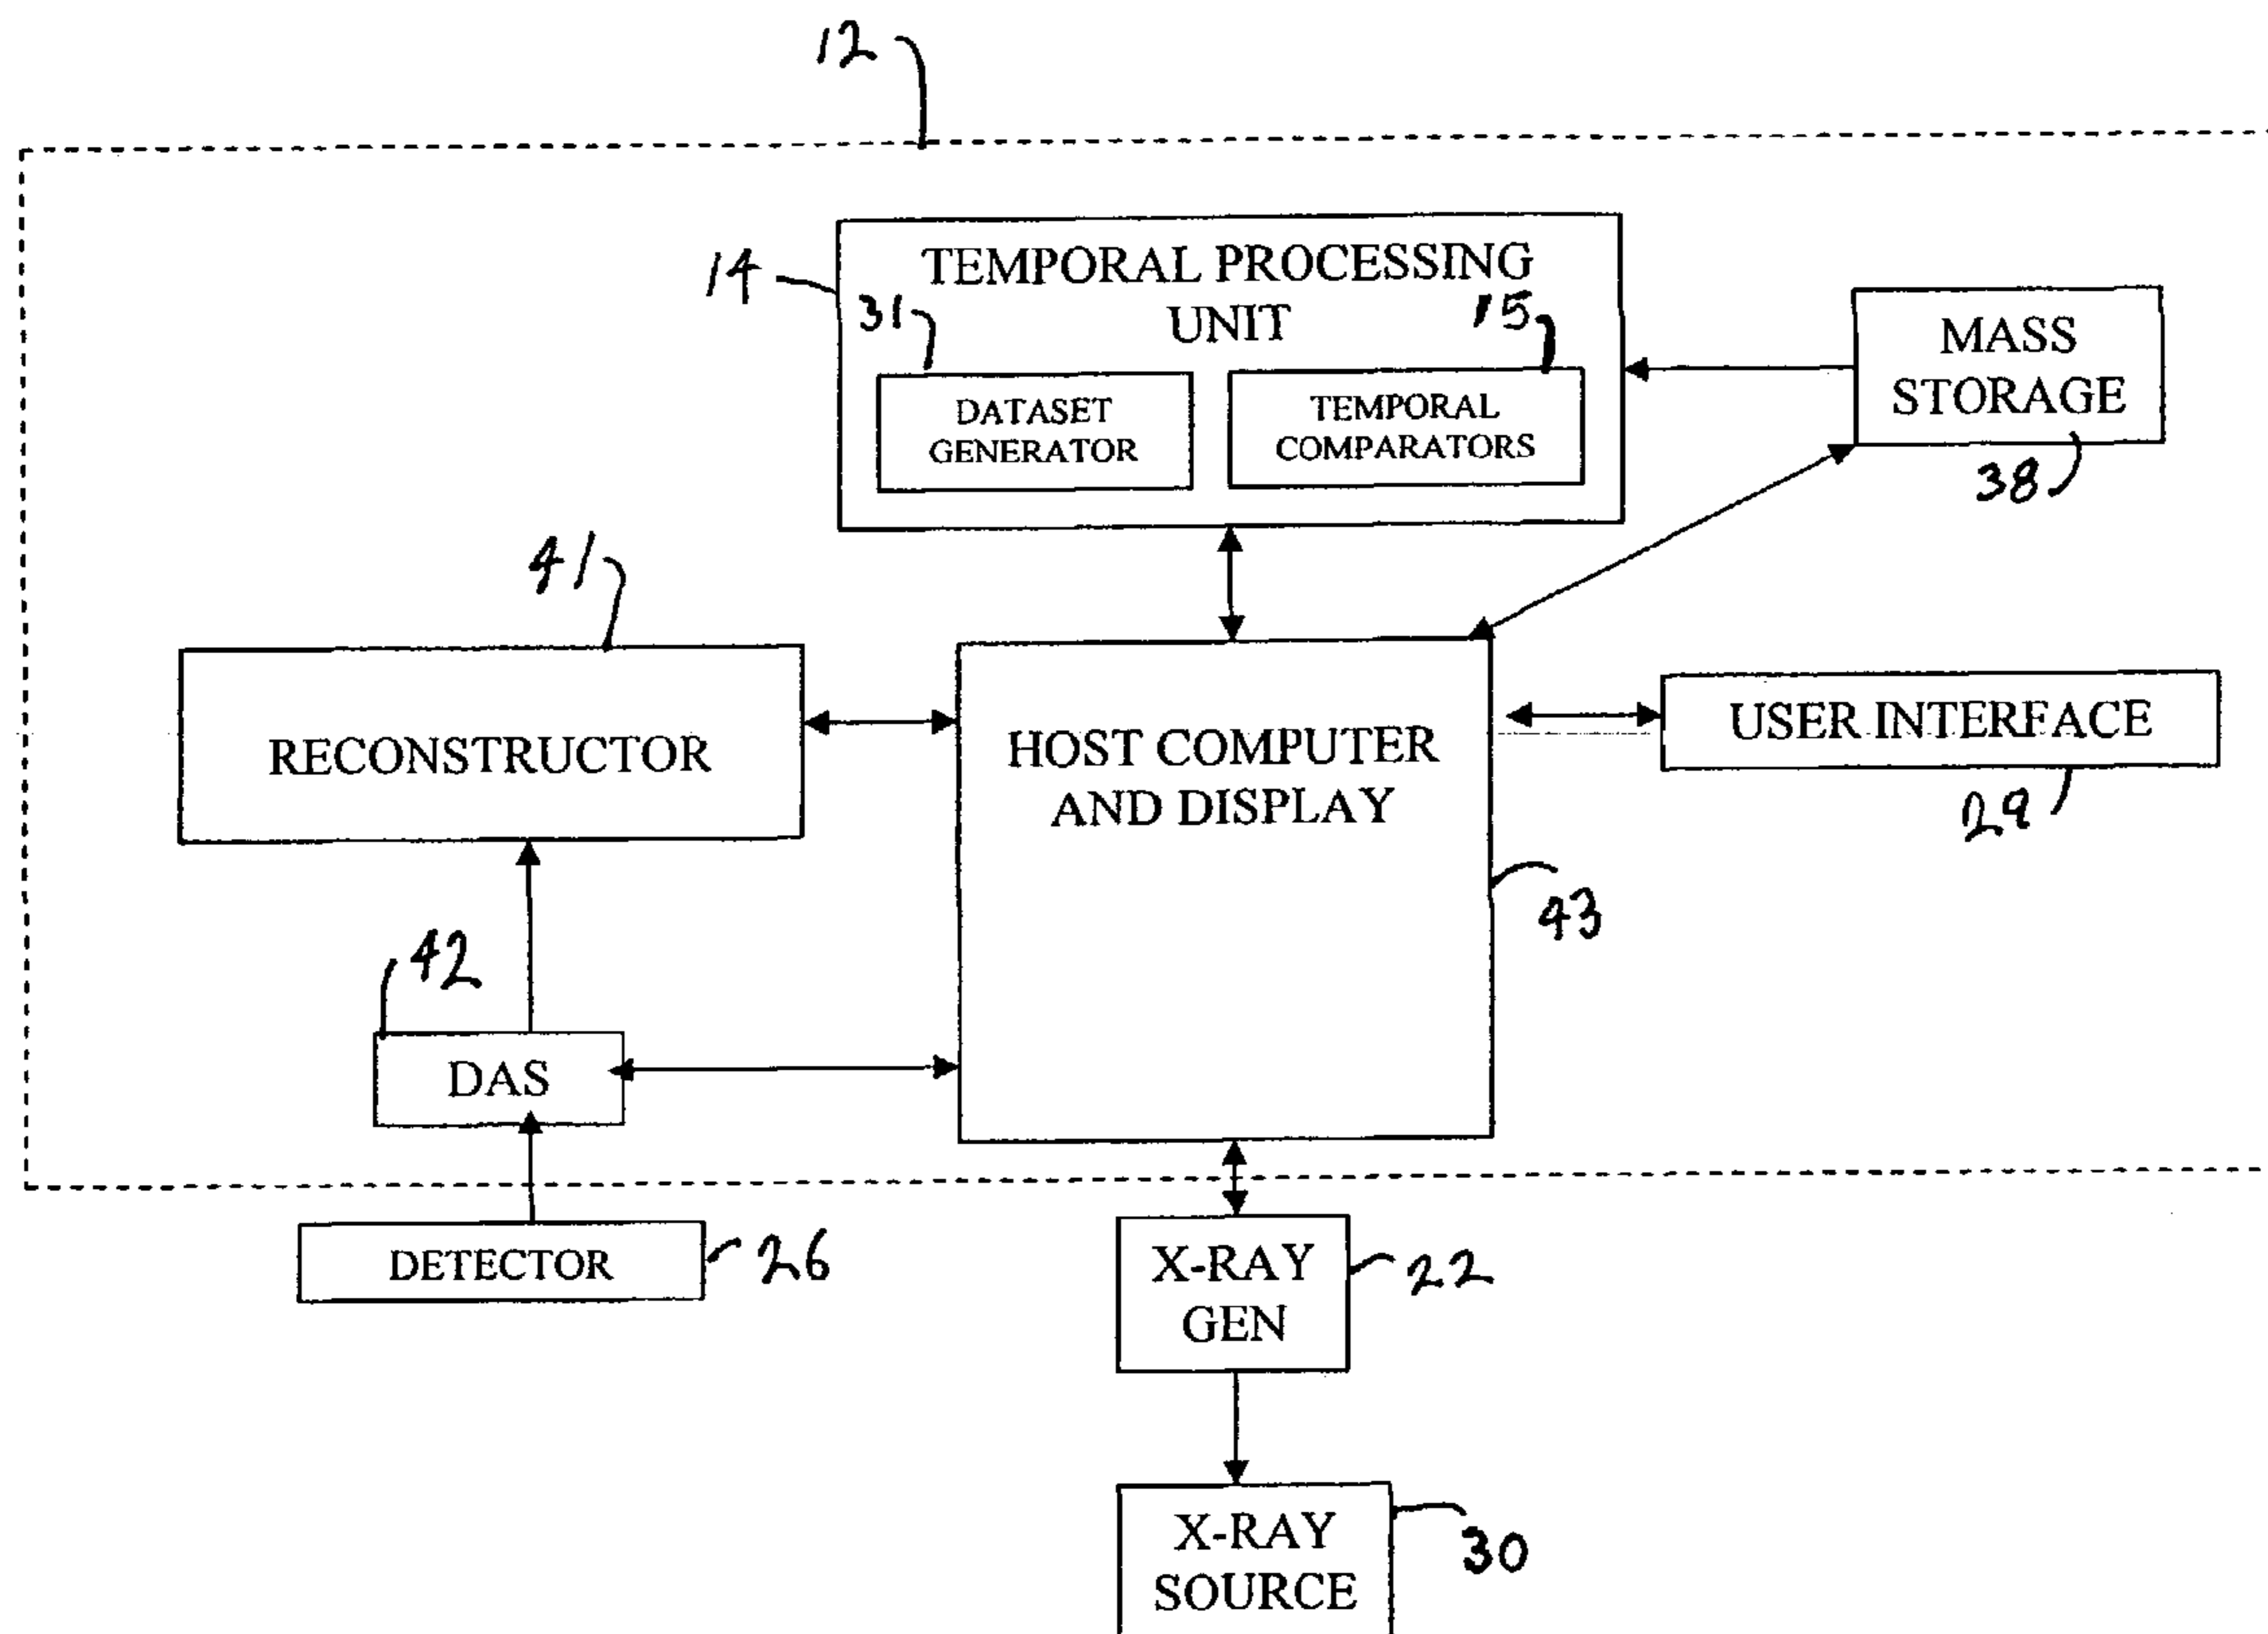 12
14
TEMPORAL PROCESSING
UNIT
31
15
DATASET
GENERATOR
TEMPORAL
COMPARATORS
MASS
STORAGE
38
41
RECONSTRUCTOR
HOST COMPUTER
AND DISPLAY
USER INTERFACE
29
43
42
DAS
DETECTOR
26
X-RAY
GEN
22
X-RAY
SOURCE
30